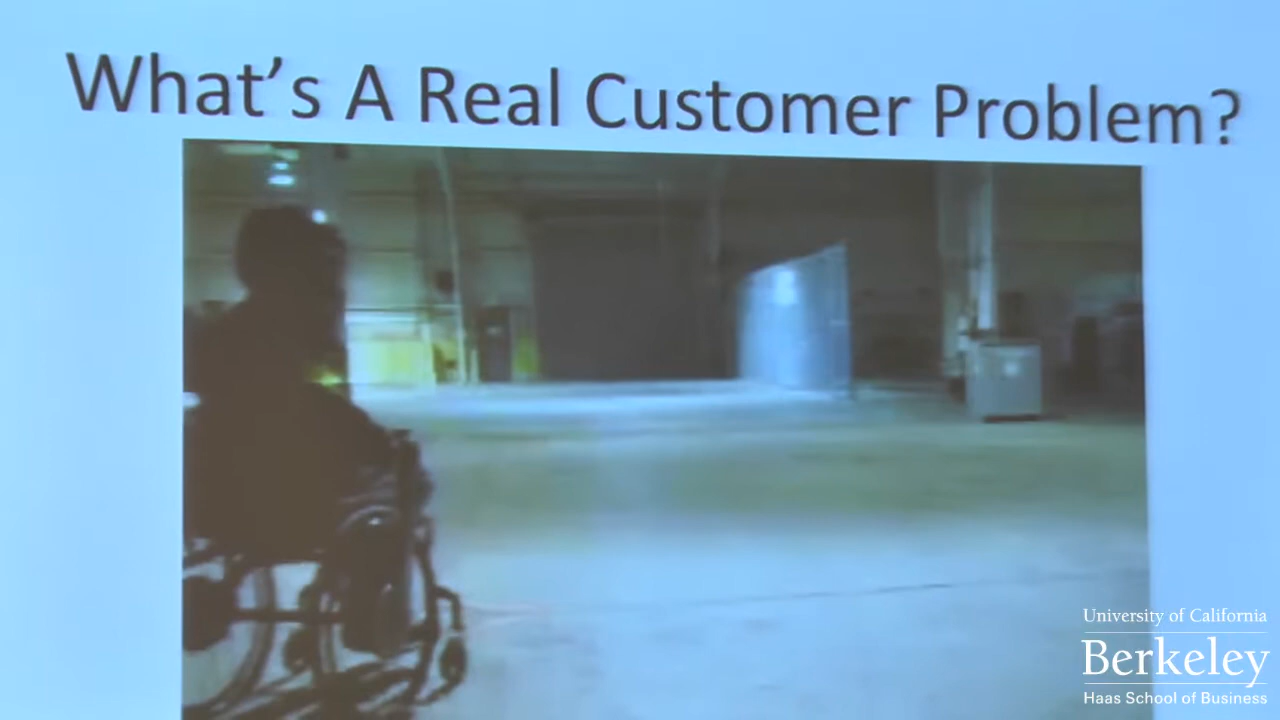 What's A Real Customer Problem?
University of California
Berkeley
Haas School of Business